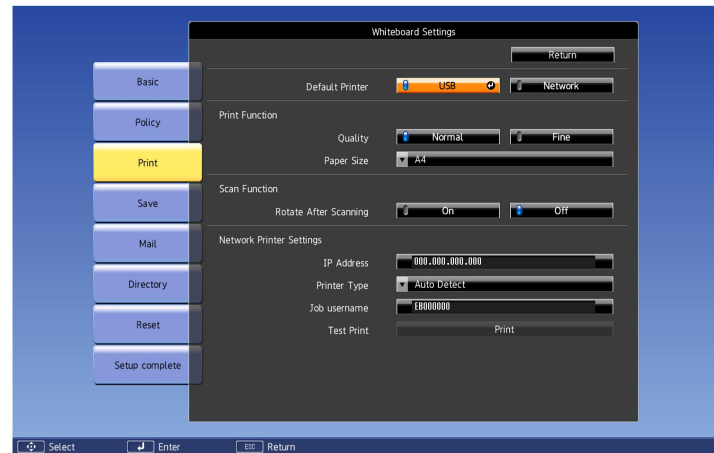 Whiteboard Settings
Return
Basic
Policy
Print
Save
Mail
Directory
Reset
Setup complete
Default Printer USB Network
Print Function
Quality Normal Fine
Paper Size A4
Scan Function
Rotate After Scanning On Off
Network Printer Settings
IP Address 000.000.000.000
Printer Type Auto Detect
Job username EB000000
Test Print Print
Select Enter ESC Return